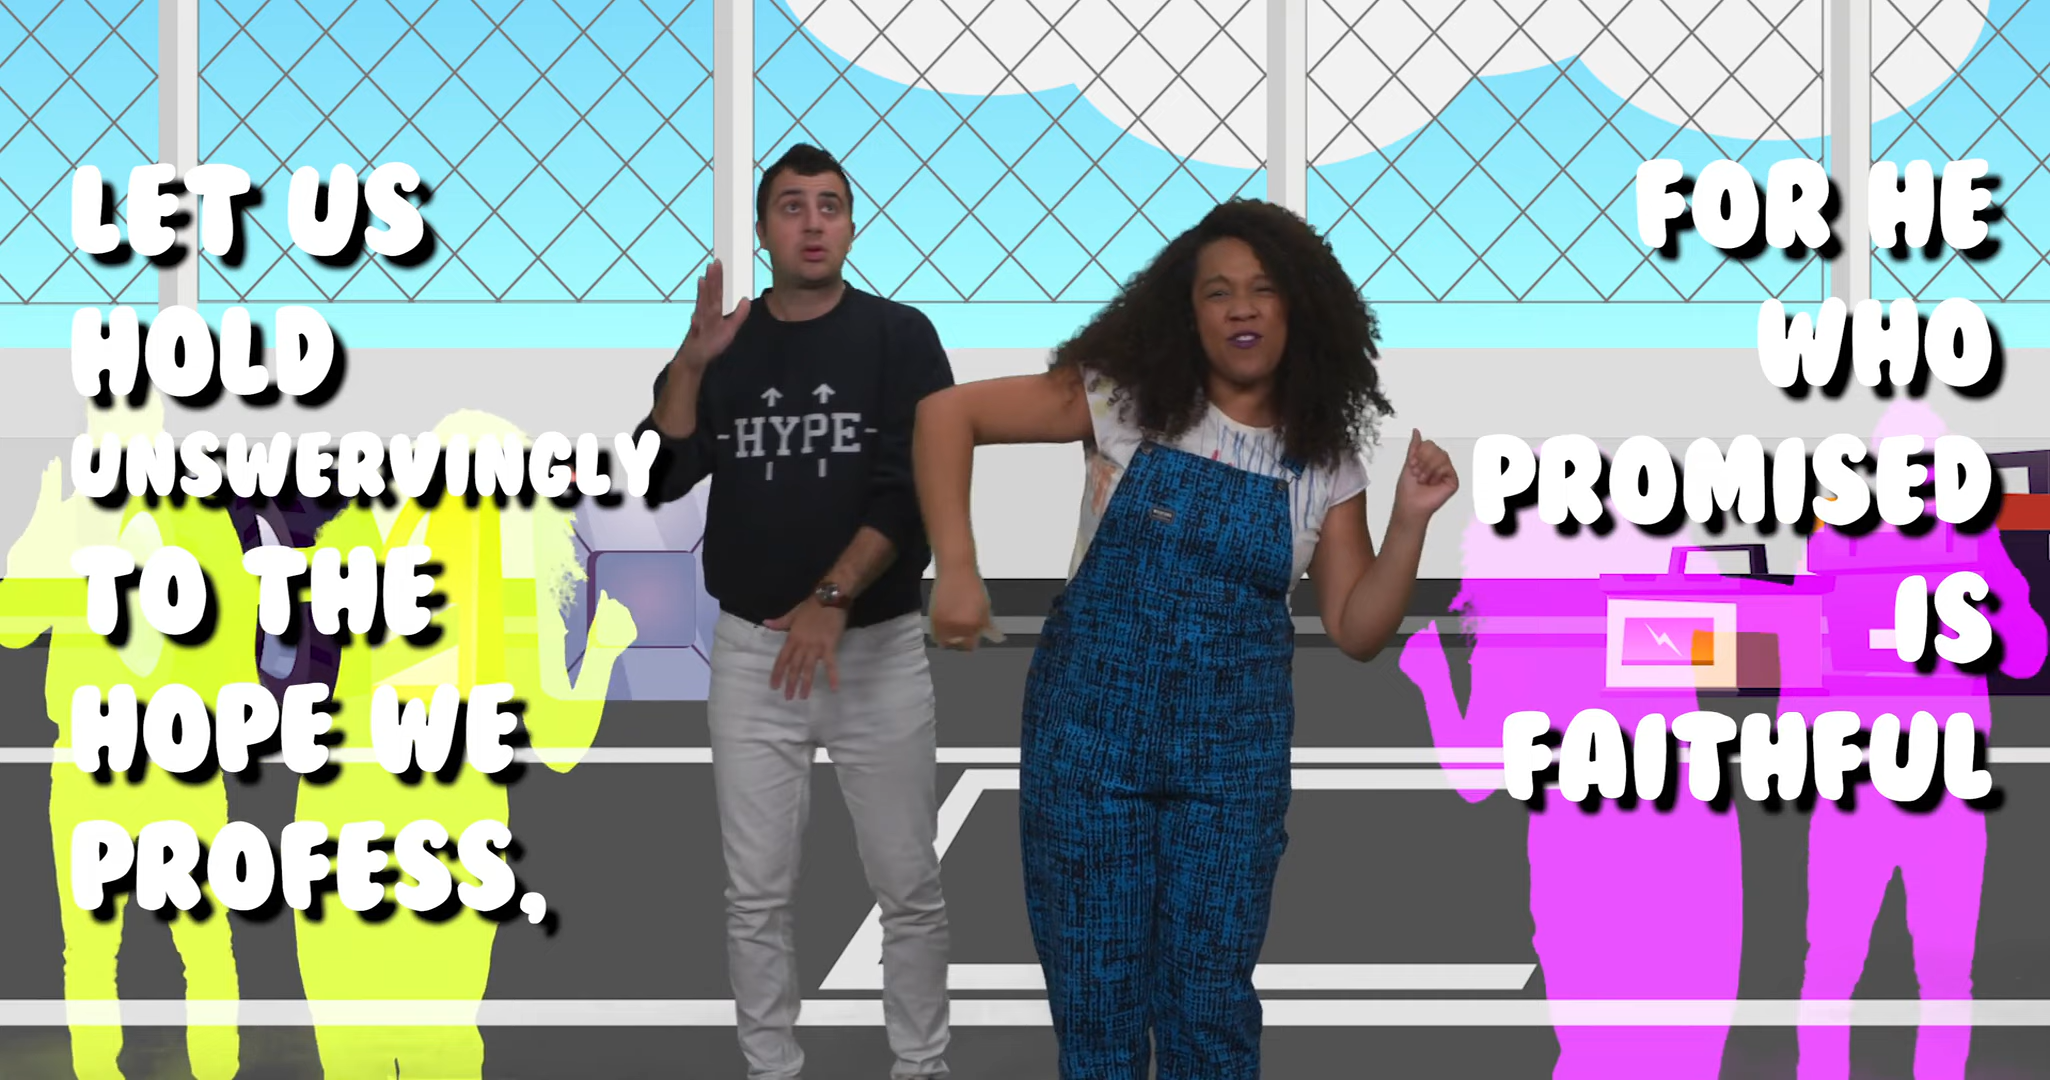 LET US
HOLD
UNSWERVINGLY
TO THE
HOPE WE
PROFESS,
FOR HE
WHO
PROMISED
IS
FAITHFUL
-HYPE-